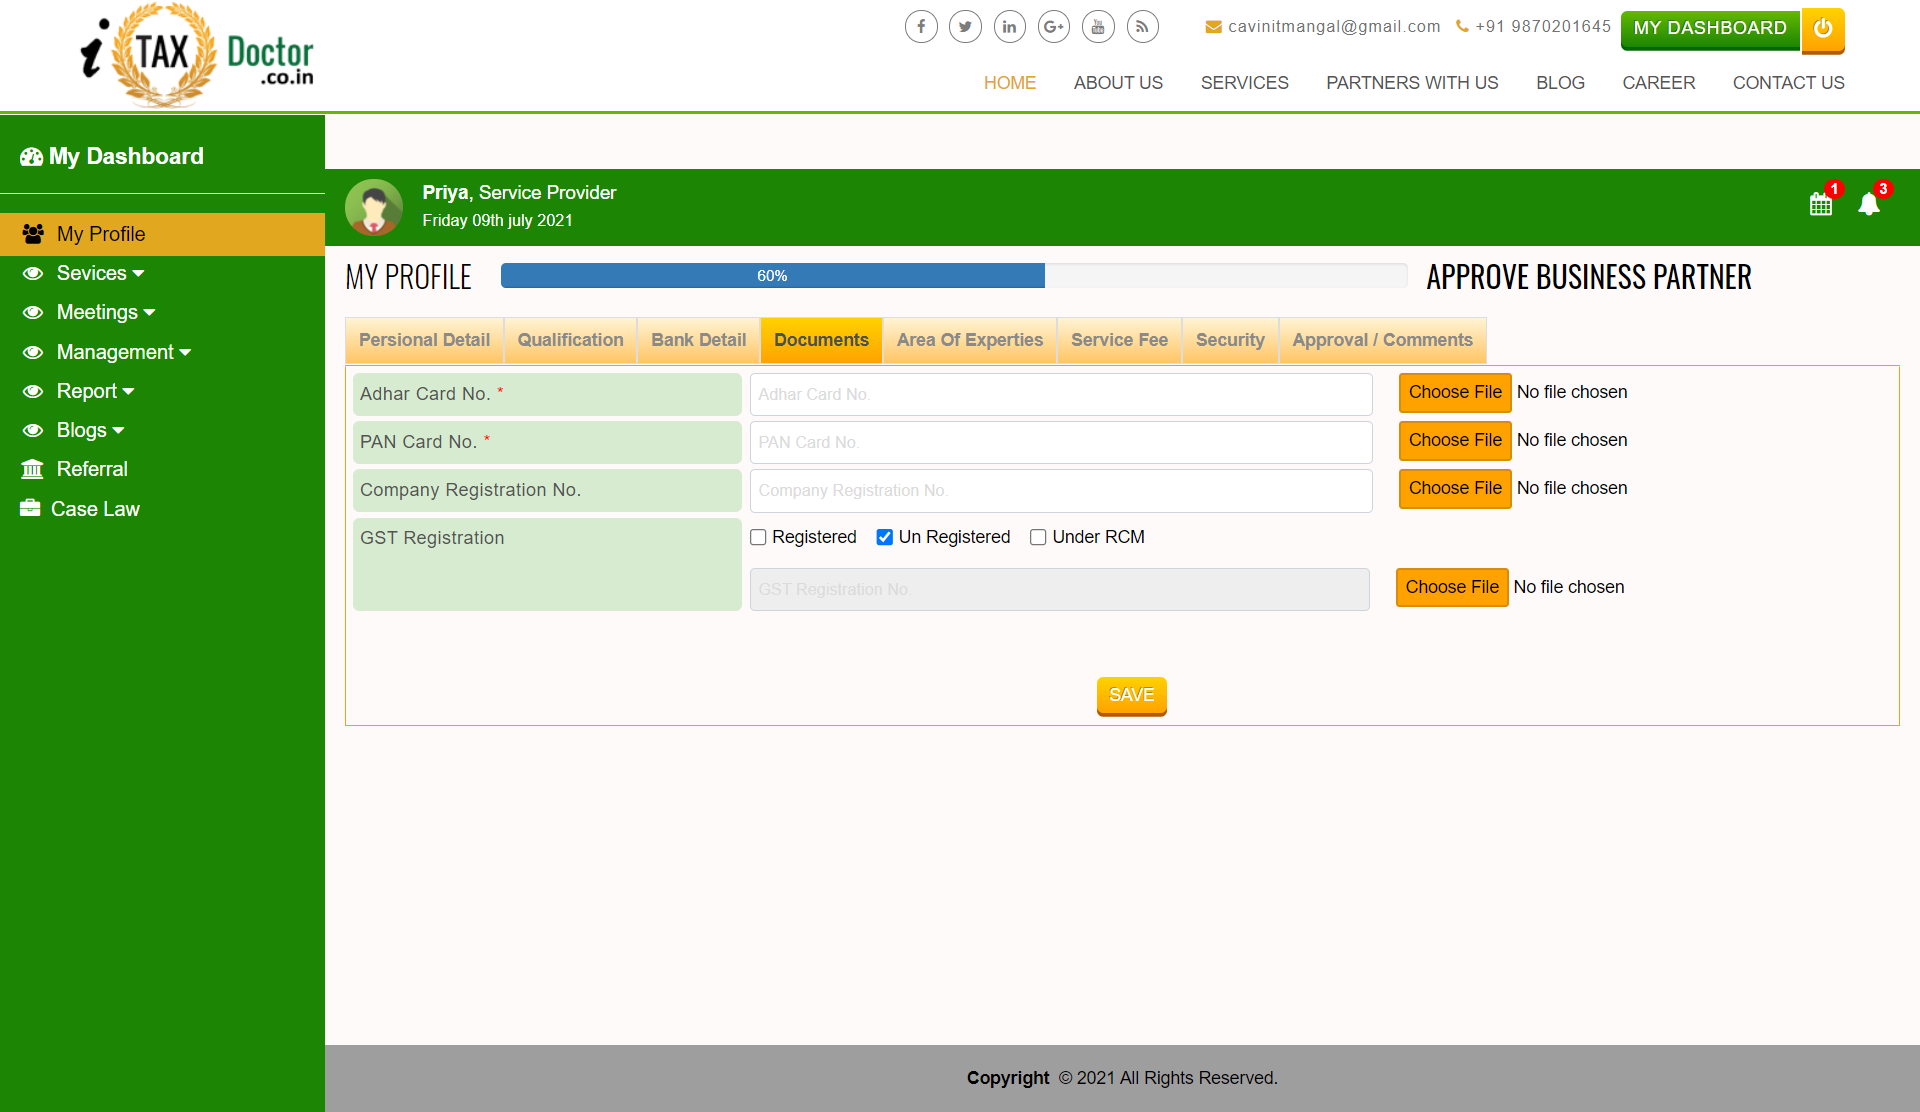 i TAX Doctor
.co.in
cavinitmangal@gmail.com +91 9870201645 MY DASHBOARD
HOME ABOUT US SERVICES PARTNERS WITH US BLOG CAREER CONTACT US
My Dashboard
My Profile
Sevices
Meetings
Management
Report
Blogs
Referral
Case Law
Priya, Service Provider
Friday 09th july 2021
1
3
MY PROFILE
60%
APPROVE BUSINESS PARTNER
Persional Detail Qualification Bank Detail Documents Area Of Experties Service Fee Security Approval / Comments
Adhar Card No. * Adhar Card No. Choose File No file chosen
PAN Card No. * PAN Card No. Choose File No file chosen
Company Registration No. Company Registration No. Choose File No file chosen
GST Registration Registered Un Registered Under RCM
GST Registration No. Choose File No file chosen
SAVE
Copyright © 2021 All Rights Reserved.